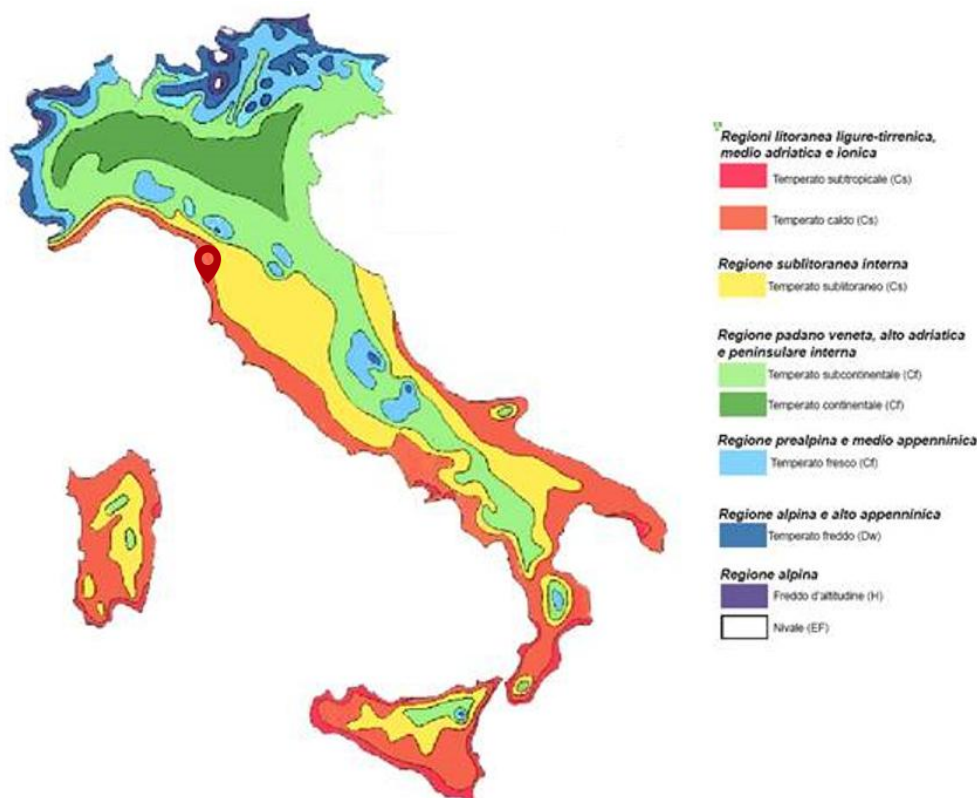 Regioni litoranea ligure-tirrenica,
medio adriatica e ionica
Temperato subtropicale (Cs)
Temperato caldo (Cs)
Regione sublitoranea interna
Temperato sublitoraneo (Cs)
Regione padano veneta, alto adriatica
e peninsulare interna
Temperato subcontinentale (Cf)
Temperato continentale (Cf)
Regione prealpina e medio appenninica
Temperato fresco (Cf)
Regione alpina e alto appenninica
Temperato freddo (Dw)
Regione alpina
Freddo d'altitudine (H)
Nivale (EF)